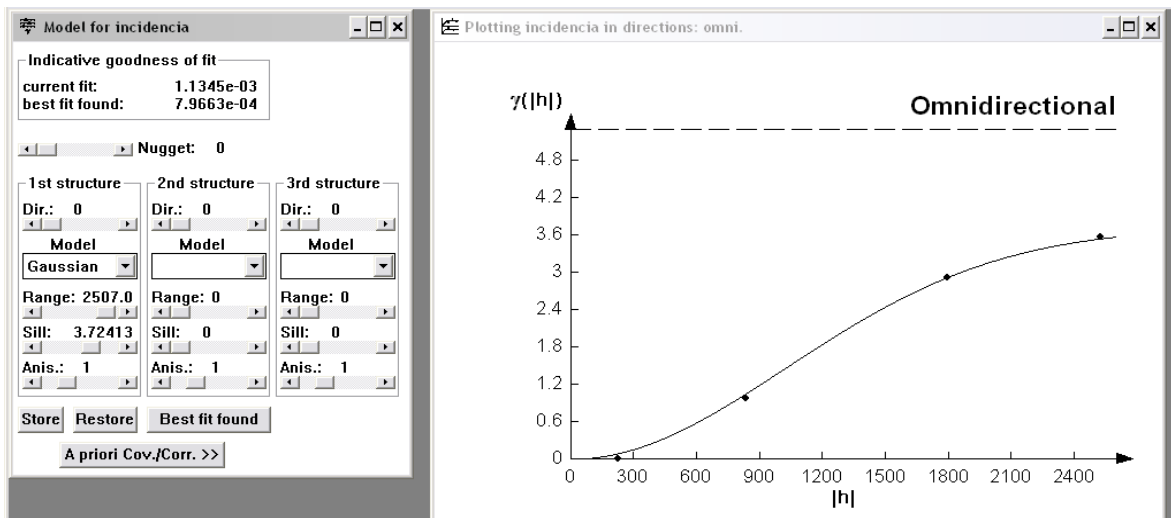 Model for incidencia
Indicative goodness of fit
current fit: 1.1345e-03
best fit found: 7.9663e-04
Nugget: 0
1st structure 2nd structure 3rd structure
Dir.: 0 Dir.: 0 Dir.: 0
Model Model Model
Gaussian
Range: 2507.0 Range: 0 Range: 0
Sill: 3.72413 Sill: 0 Sill: 0
Anis.: 1 Anis.: 1 Anis.: 1
Store Restore Best fit found
A priori Cov./Corr. >>
Plotting incidencia in directions: omni.
γ(|h|)
Omnidirectional
4.8
4.2
3.6
3
2.4
1.8
1.2
0.6
0
0 300 600 900 1200 1500 1800 2100 2400
|h|